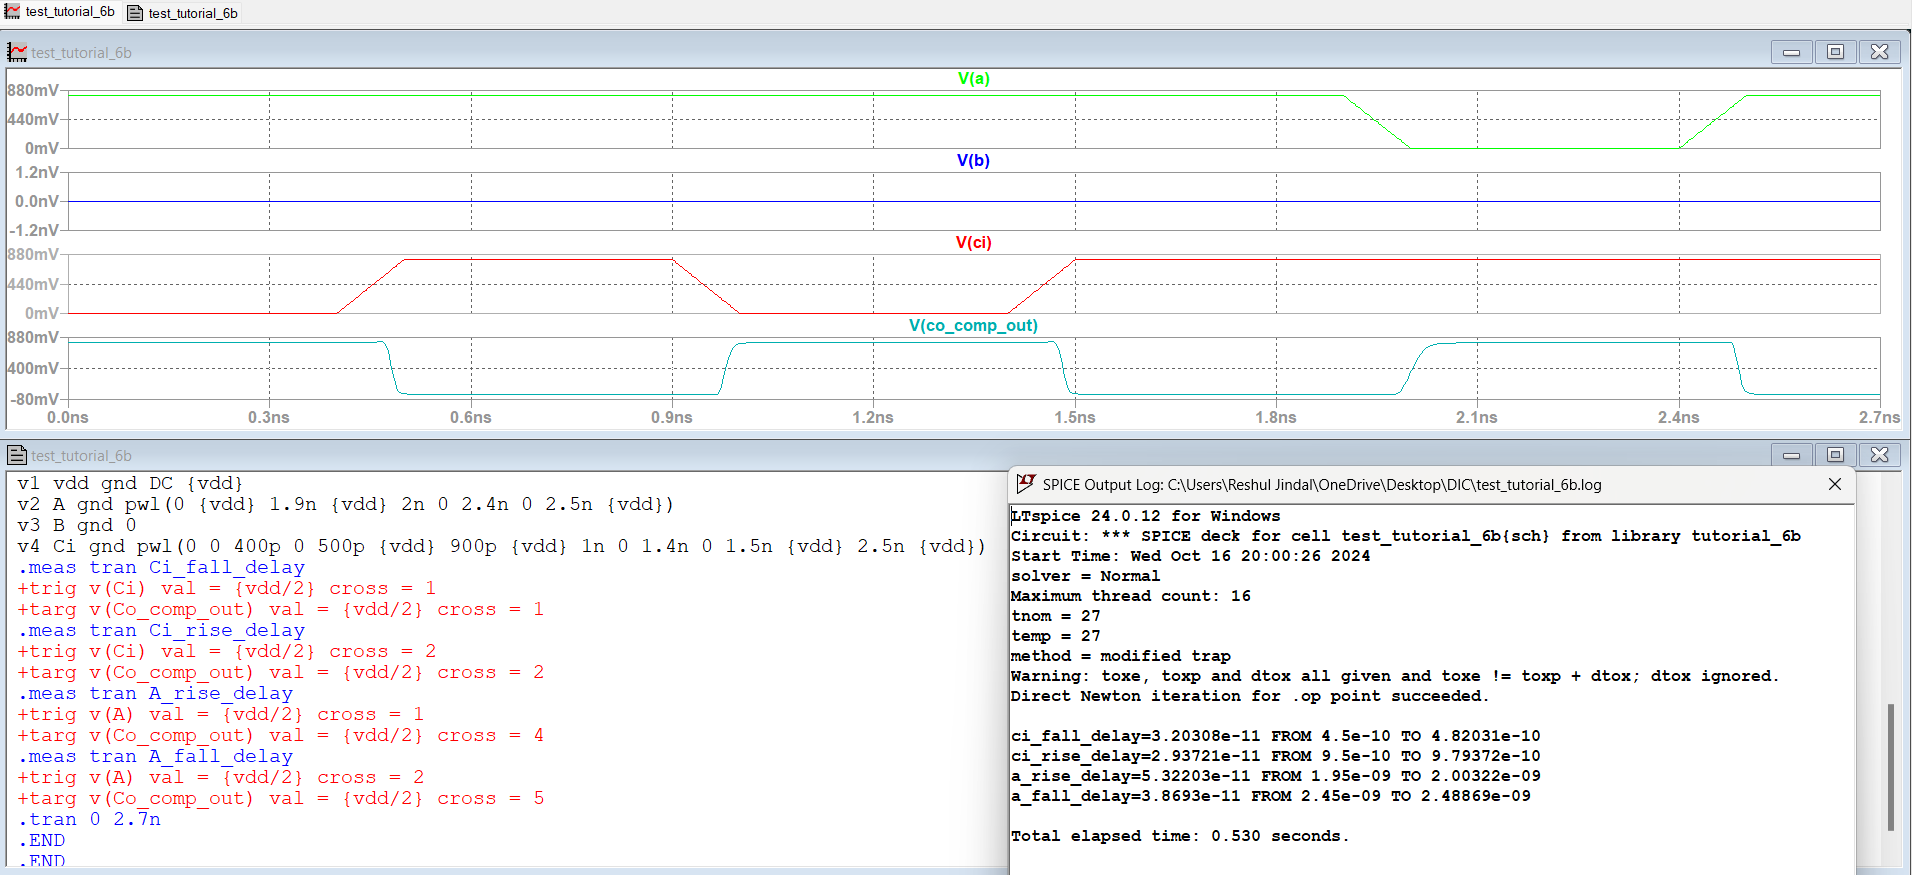 test_tutorial_6b test_tutorial_6b
test_tutorial_6b
V(a)
880mV
440mV
0mV
V(b)
1.2nV
0.0nV
-1.2nV
V(ci)
880mV
440mV
0mV
V(co_comp_out)
880mV
400mV
-80mV
0.0ns 0.3ns 0.6ns 0.9ns 1.2ns 1.5ns 1.8ns 2.1ns 2.4ns 2.7ns
test_tutorial_6b
v1 vdd gnd DC {vdd}
v2 A gnd pwl(0 {vdd} 1.9n {vdd} 2n 0 2.4n 0 2.5n {vdd})
v3 B gnd 0
v4 Ci gnd pwl(0 0 400p 0 500p {vdd} 900p {vdd} 1n 0 1.4n 0 1.5n {vdd} 2.5n {vdd})
.meas tran Ci_fall_delay
+trig v(Ci) val = {vdd/2} cross = 1
+targ v(Co_comp_out) val = {vdd/2} cross = 1
.meas tran Ci_rise_delay
+trig v(Ci) val = {vdd/2} cross = 2
+targ v(Co_comp_out) val = {vdd/2} cross = 2
.meas tran A_rise_delay
+trig v(A) val = {vdd/2} cross = 1
+targ v(Co_comp_out) val = {vdd/2} cross = 4
.meas tran A_fall_delay
+trig v(A) val = {vdd/2} cross = 2
+targ v(Co_comp_out) val = {vdd/2} cross = 5
.tran 0 2.7n
.END
.END
SPICE Output Log: C:\Users\Reshul Jindal\OneDrive\Desktop\DIC\test_tutorial_6b.log
LTspice 24.0.12 for Windows
Circuit: *** SPICE deck for cell test_tutorial_6b{sch} from library tutorial_6b
Start Time: Wed Oct 16 20:00:26 2024
solver = Normal
Maximum thread count: 16
tnom = 27
temp = 27
method = modified trap
Warning: toxe, toxp and dtox all given and toxe != toxp + dtox; dtox ignored.
Direct Newton iteration for .op point succeeded.
ci_fall_delay=3.20308e-11 FROM 4.5e-10 TO 4.82031e-10
ci_rise_delay=2.93721e-11 FROM 9.5e-10 TO 9.79372e-10
a_rise_delay=5.32203e-11 FROM 1.95e-09 TO 2.00322e-09
a_fall_delay=3.8693e-11 FROM 2.45e-09 TO 2.48869e-09
Total elapsed time: 0.530 seconds.